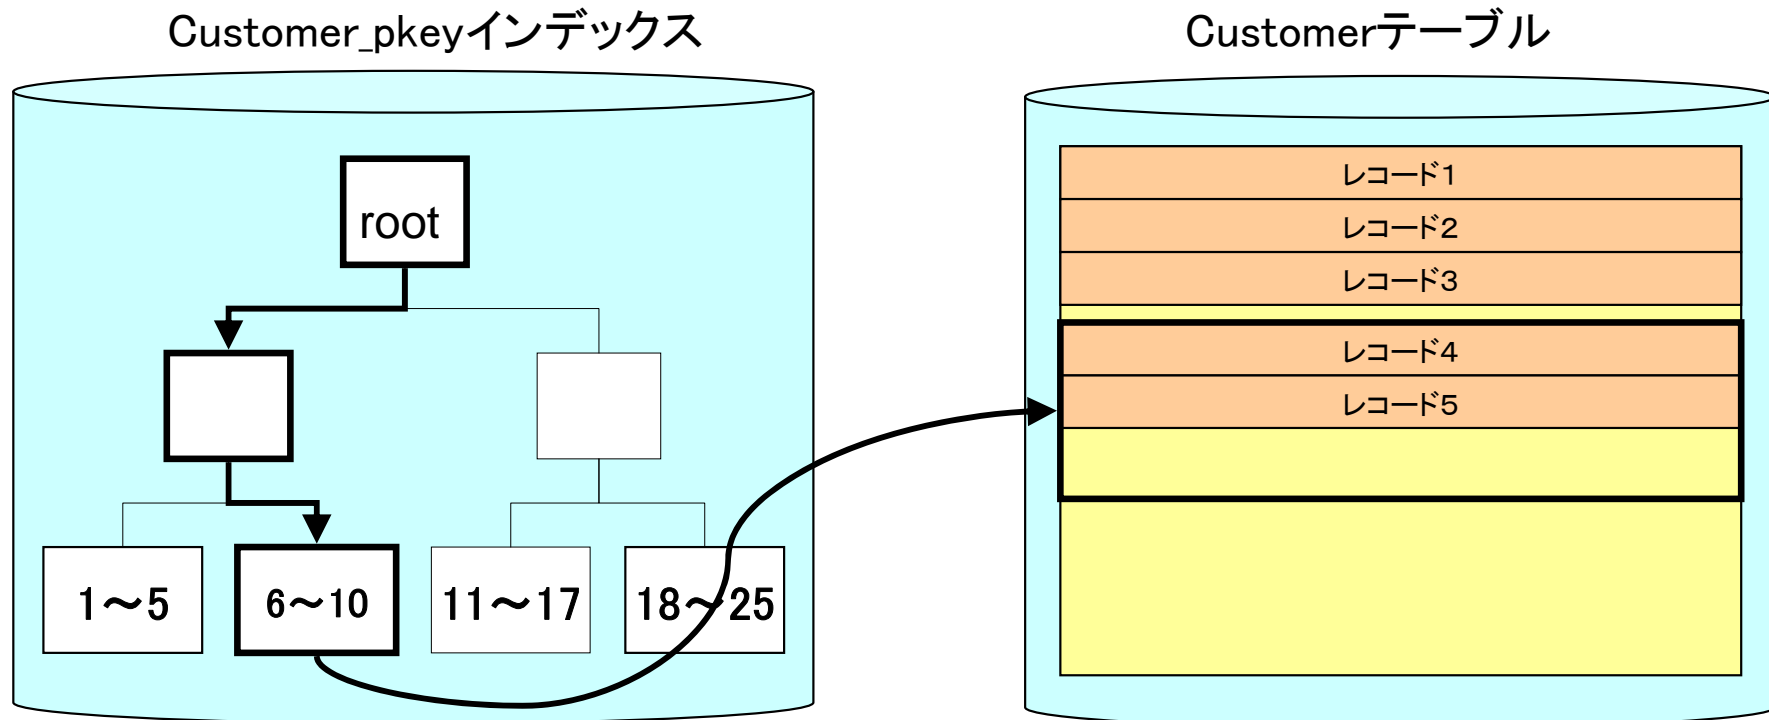 Customer_pkeyインデックス
Customerテーブル
root
レコード1
レコード2
レコード3
レコード4
レコード5
1～5
6～10
11～17
18～25